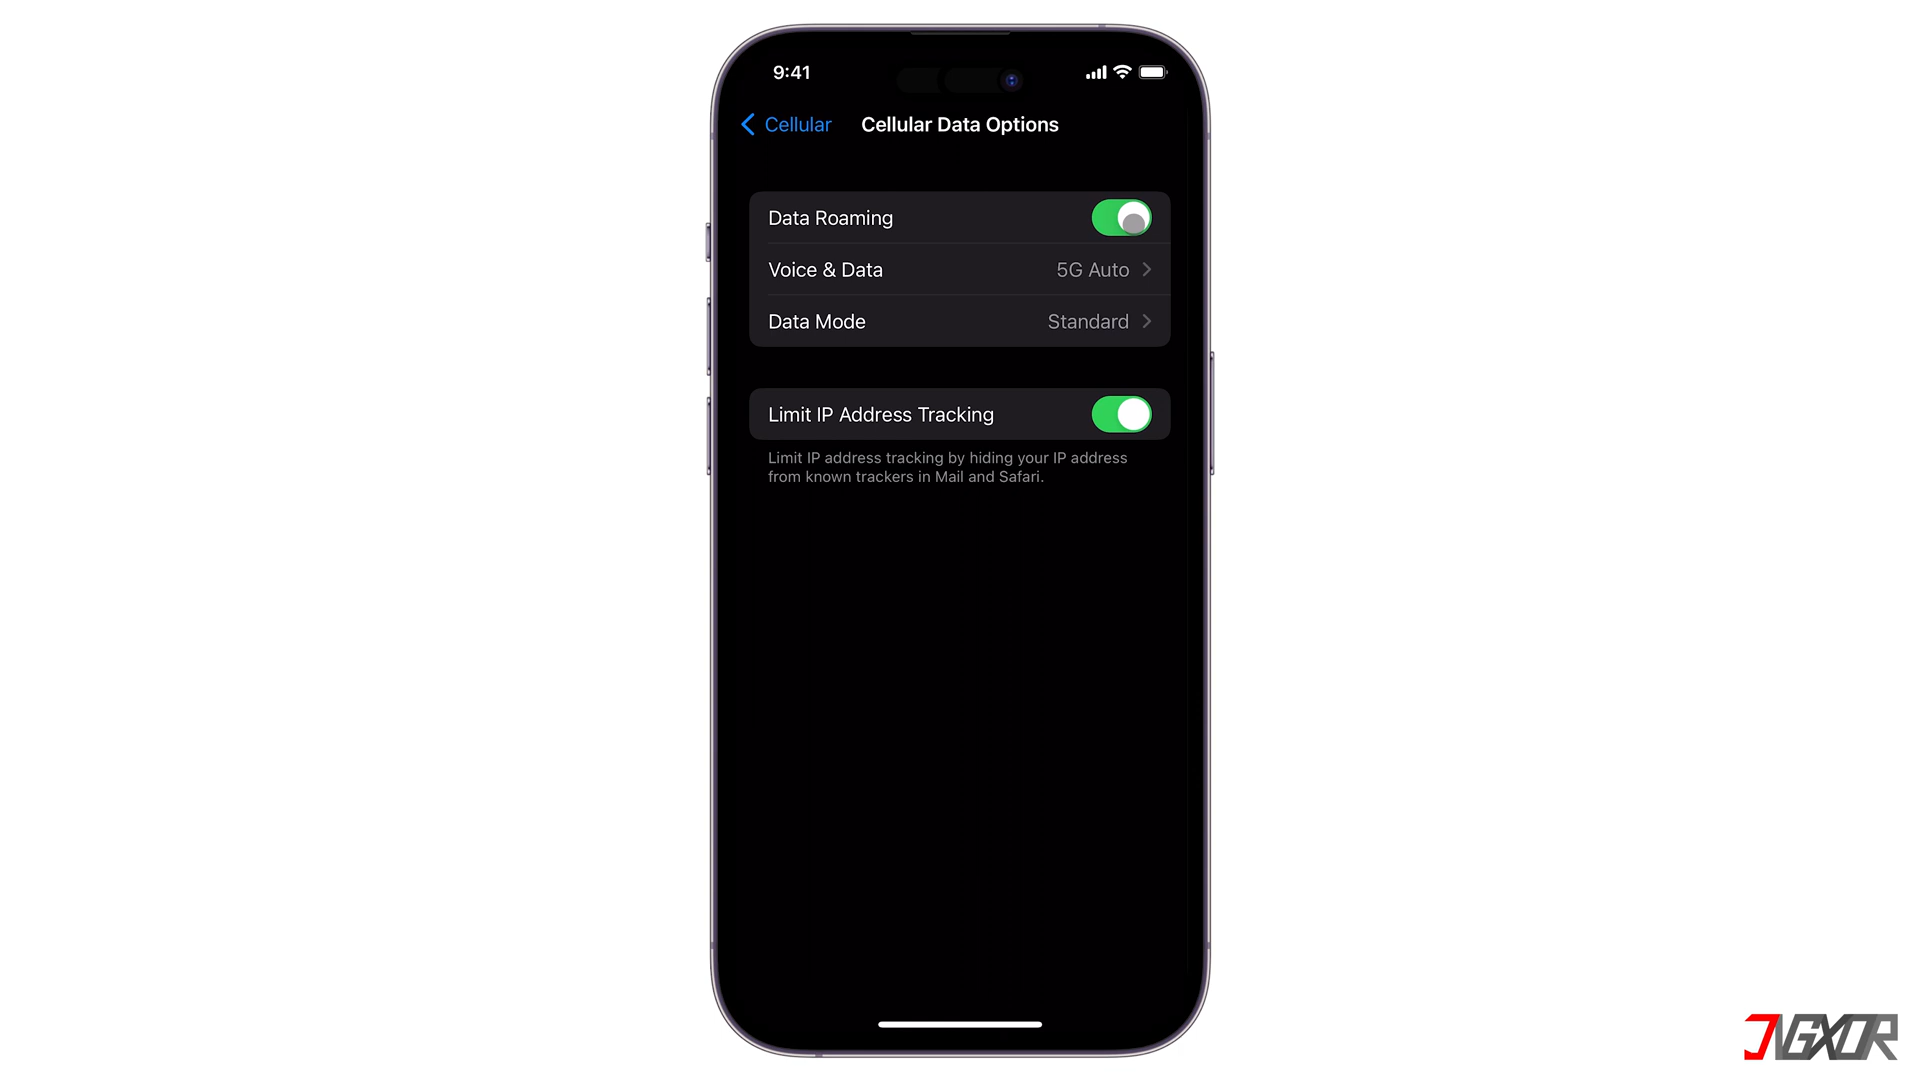 9:41
Cellular
Cellular Data Options
Data Roaming
Voice & Data
5G Auto
Data Mode
Standard
Limit IP Address Tracking
Limit IP address tracking by hiding your IP address
from known trackers in Mail and Safari.
JVGXOR